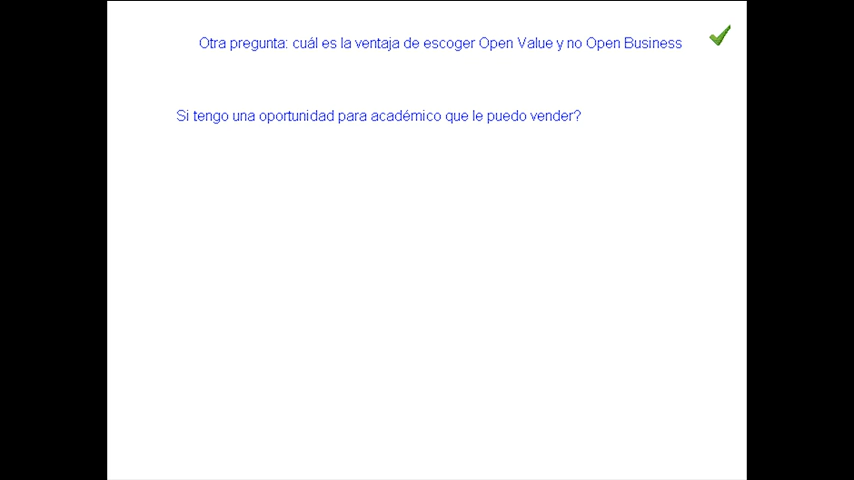 Otra pregunta: cuál es la ventaja de escoger Open Value y no Open Business
Si tengo una oportunidad para académico que le puedo vender?